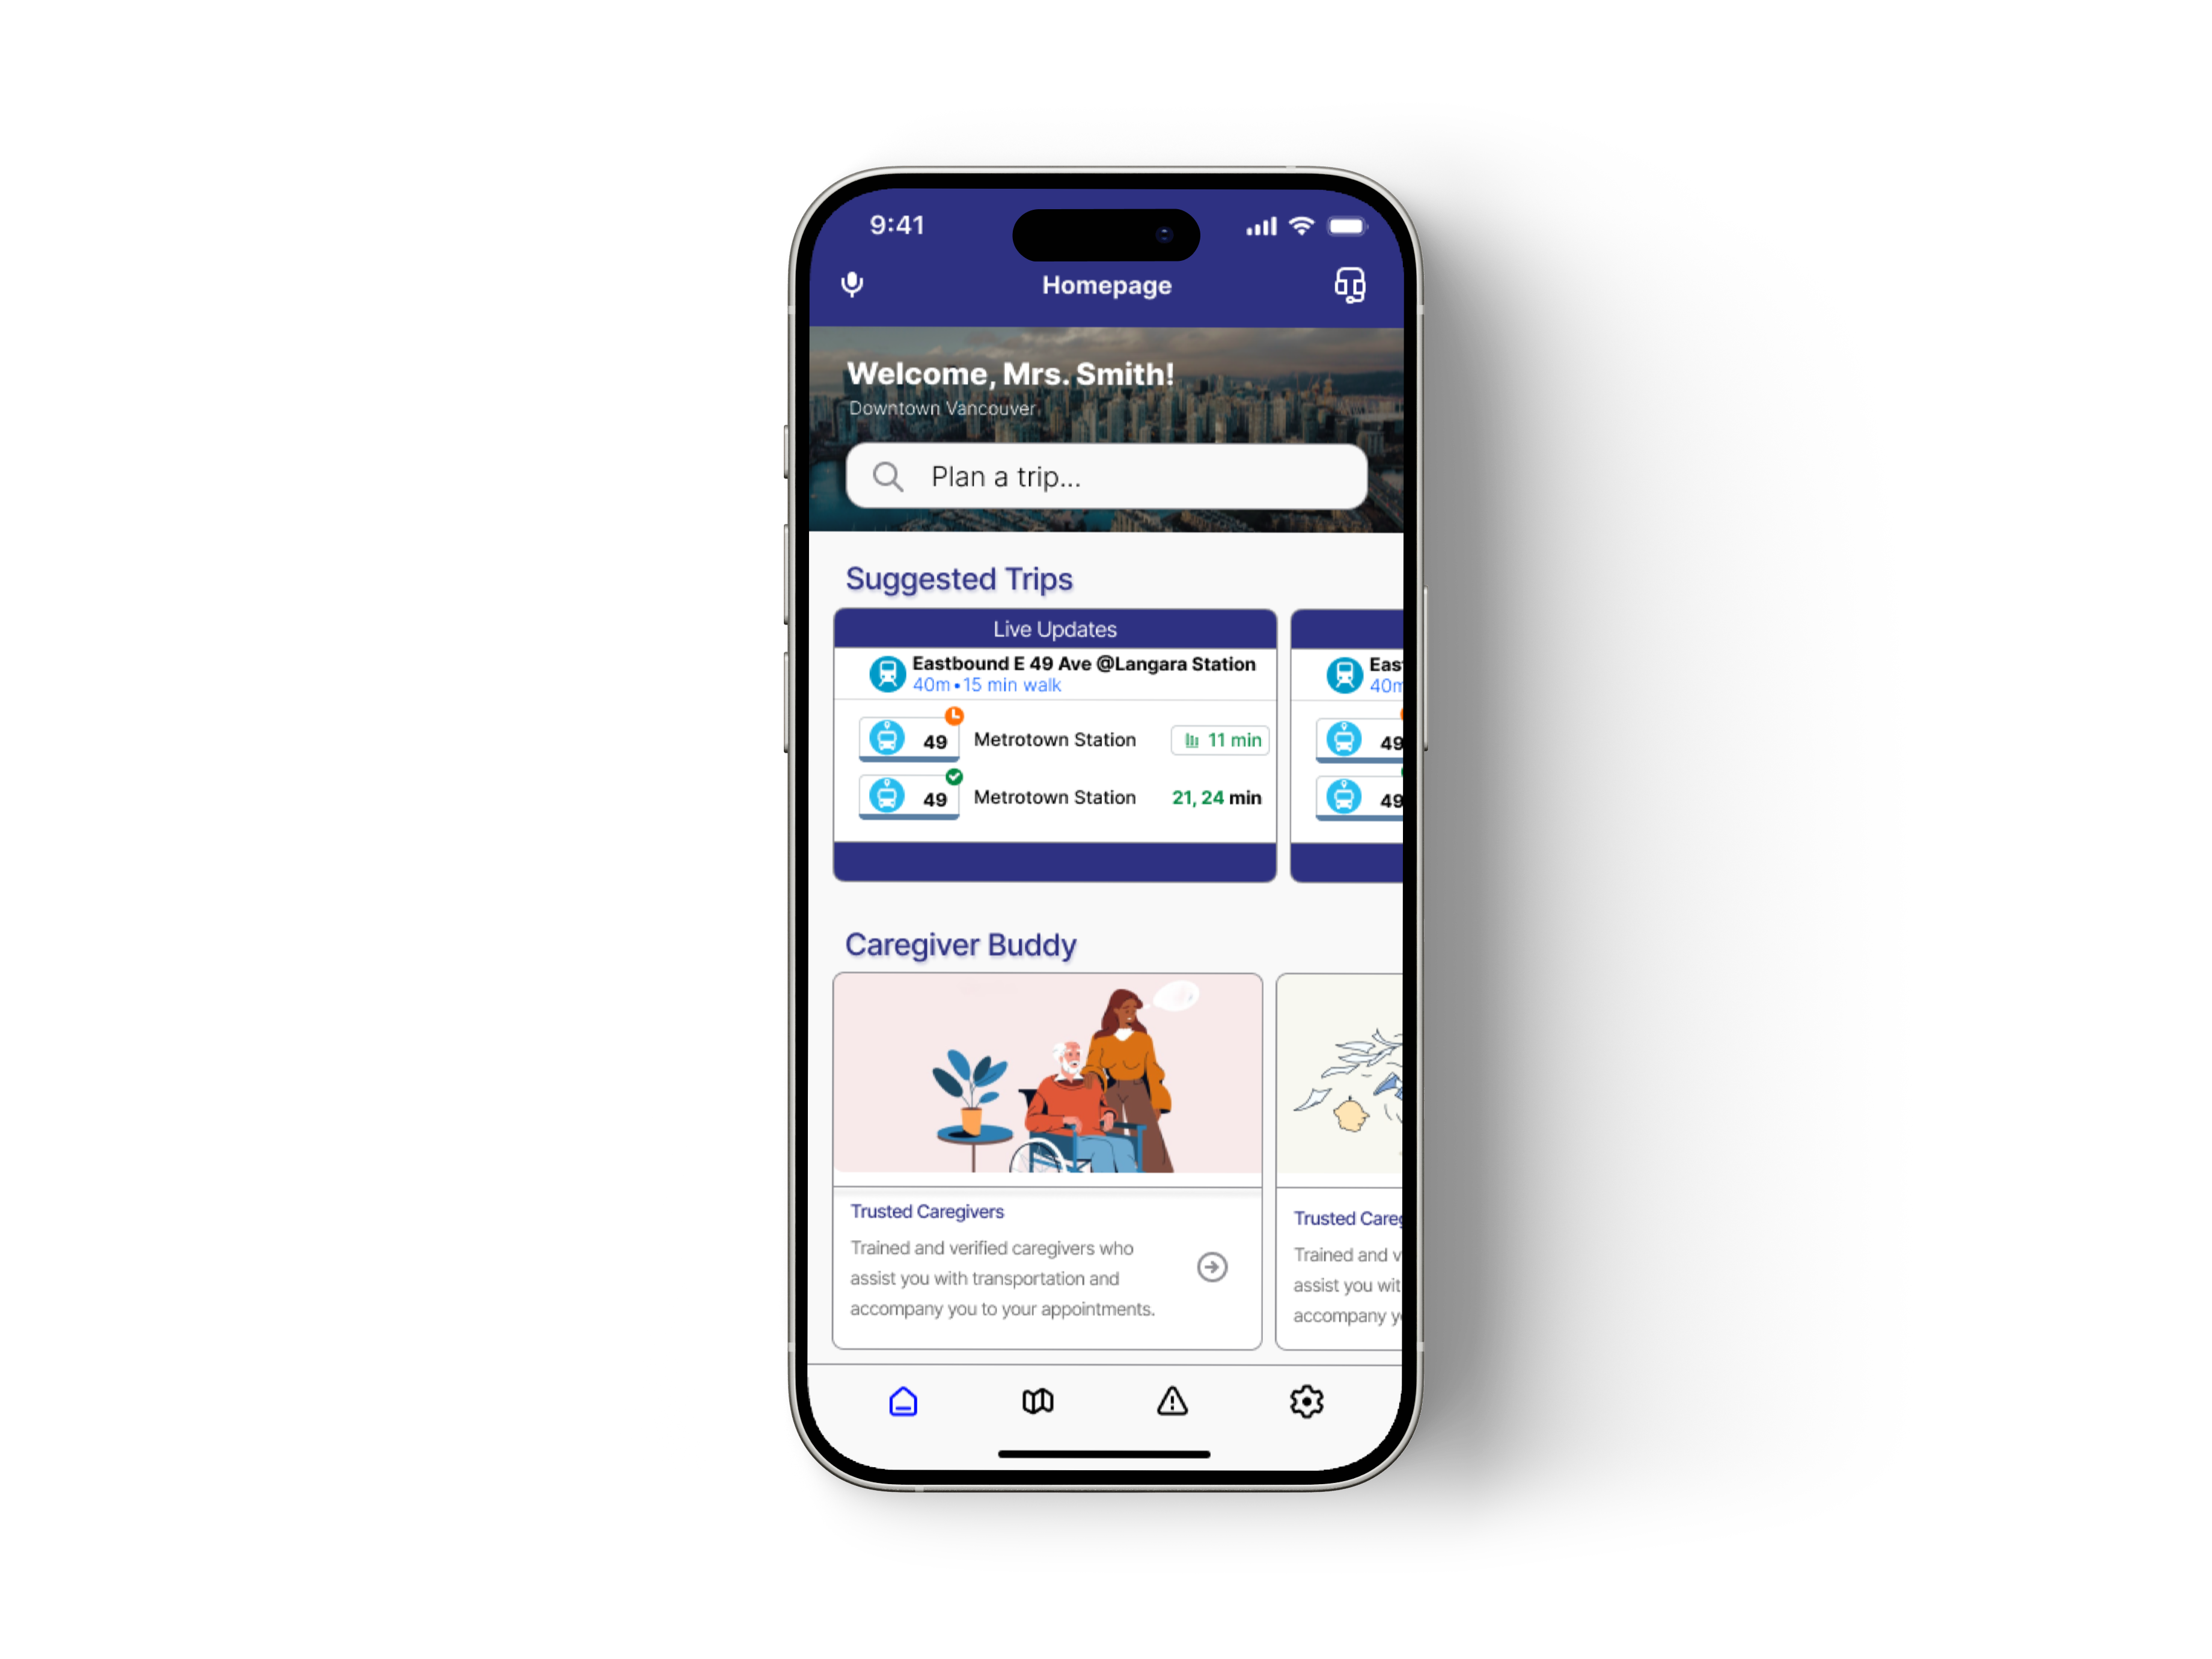 9:41
Homepage
Welcome, Mrs. Smith!
Downtown Vancouver
Plan a trip...
Suggested Trips
Live Updates
Eastbound E 49 Ave @Langara Station
40m•15 min walk
49 Metrotown Station 11 min
49 Metrotown Station 21, 24 min
East
40m
49
49
Caregiver Buddy
Trusted Caregivers
Trained and verified caregivers who
assist you with transportation and
accompany you to your appointments.
Trusted Careg
Trained and v
assist you wit
accompany y